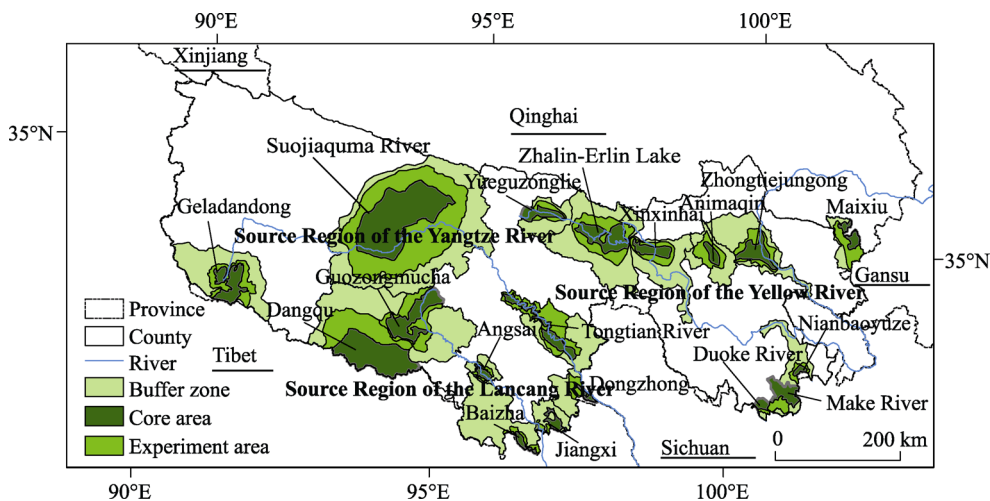 90°E 95°E 100°E
Xinjiang
35°N
Qinghai
Suojiaquma River
Zhalin-Erlin Lake
Yueguzonglie
Zhongtiejungong
Geladandong
Xinxinhai
Animaqin
Maixiu
Source Region of the Yangtze River
35°N
Guozongmucha
Gansu
Source Region of the Yellow River
Dangqu
Angsai
Tongtian River
Nianbaoyuze
Province
County
River
Tibet
Duoke River
Buffer zone
Source Region of the Lancang River
Dongzhong
Make River
Core area
Baizha
Experiment area
Jiangxi
Sichuan
0 200 km
90°E 95°E 100°E